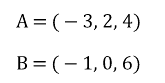 A = (− 3, 2, 4)
B = (− 1, 0, 6)